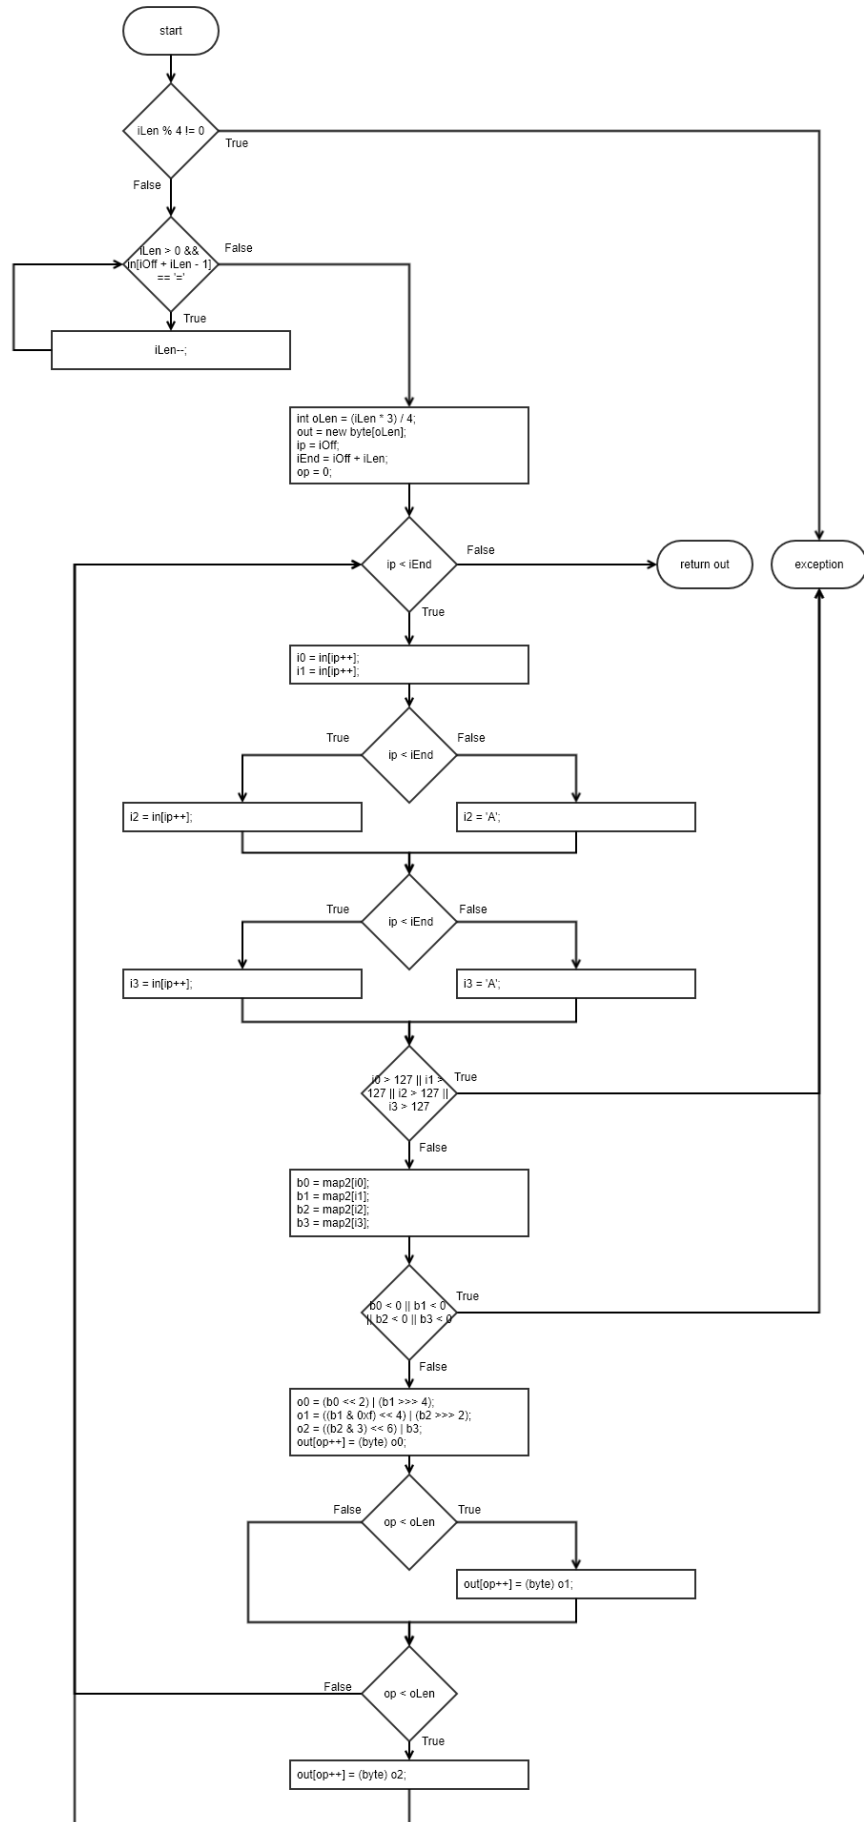 start
iLen % 4 != 0
True
False
iLen > 0 &&
in[iOff + iLen - 1]
== '='
False
True
iLen--;
int oLen = (iLen * 3) / 4;
out = new byte[oLen];
ip = iOff;
iEnd = iOff + iLen;
op = 0;
ip < iEnd
False
return out
exception
True
i0 = in[ip++];
i1 = in[ip++];
True
ip < iEnd
False
i2 = in[ip++];
i2 = 'A';
True
ip < iEnd
False
i3 = in[ip++];
i3 = 'A';
i0 > 127 || i1 >
127 || i2 > 127 ||
i3 > 127
True
False
b0 = map2[i0];
b1 = map2[i1];
b2 = map2[i2];
b3 = map2[i3];
b0 < 0 || b1 < 0
|| b2 < 0 || b3 < 0
True
False
o0 = (b0 << 2) | (b1 >>> 4);
o1 = ((b1 & 0xf) << 4) | (b2 >>> 2);
o2 = ((b2 & 3) << 6) | b3;
out[op++] = (byte) o0;
False
op < oLen
True
out[op++] = (byte) o1;
False
op < oLen
True
out[op++] = (byte) o2;